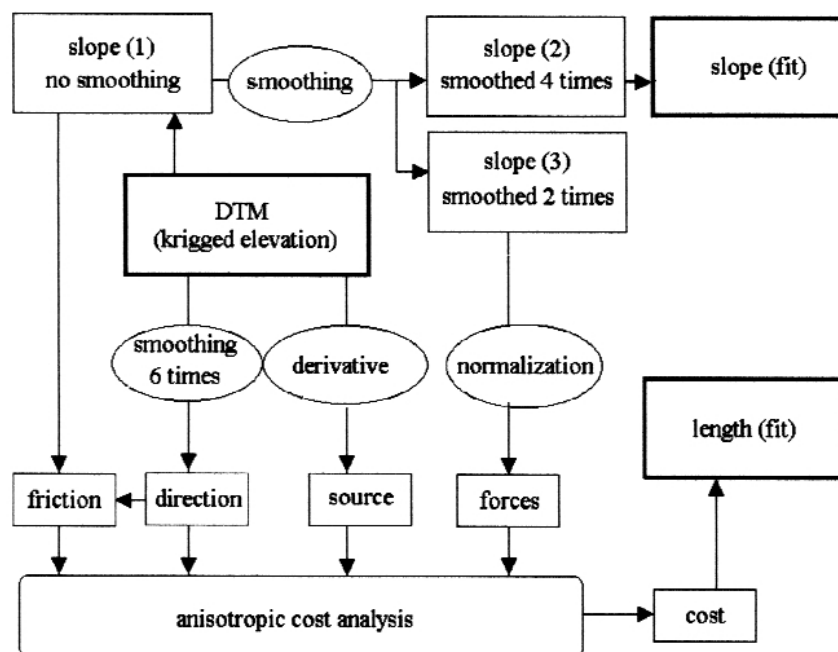 slope (1)
no smoothing
smoothing
slope (2)
smoothed 4 times
slope (fit)
slope (3)
smoothed 2 times
DTM
(krigged elevation)
smoothing
6 times
derivative
normalization
length (fit)
friction
direction
source
forces
anisotropic cost analysis
cost